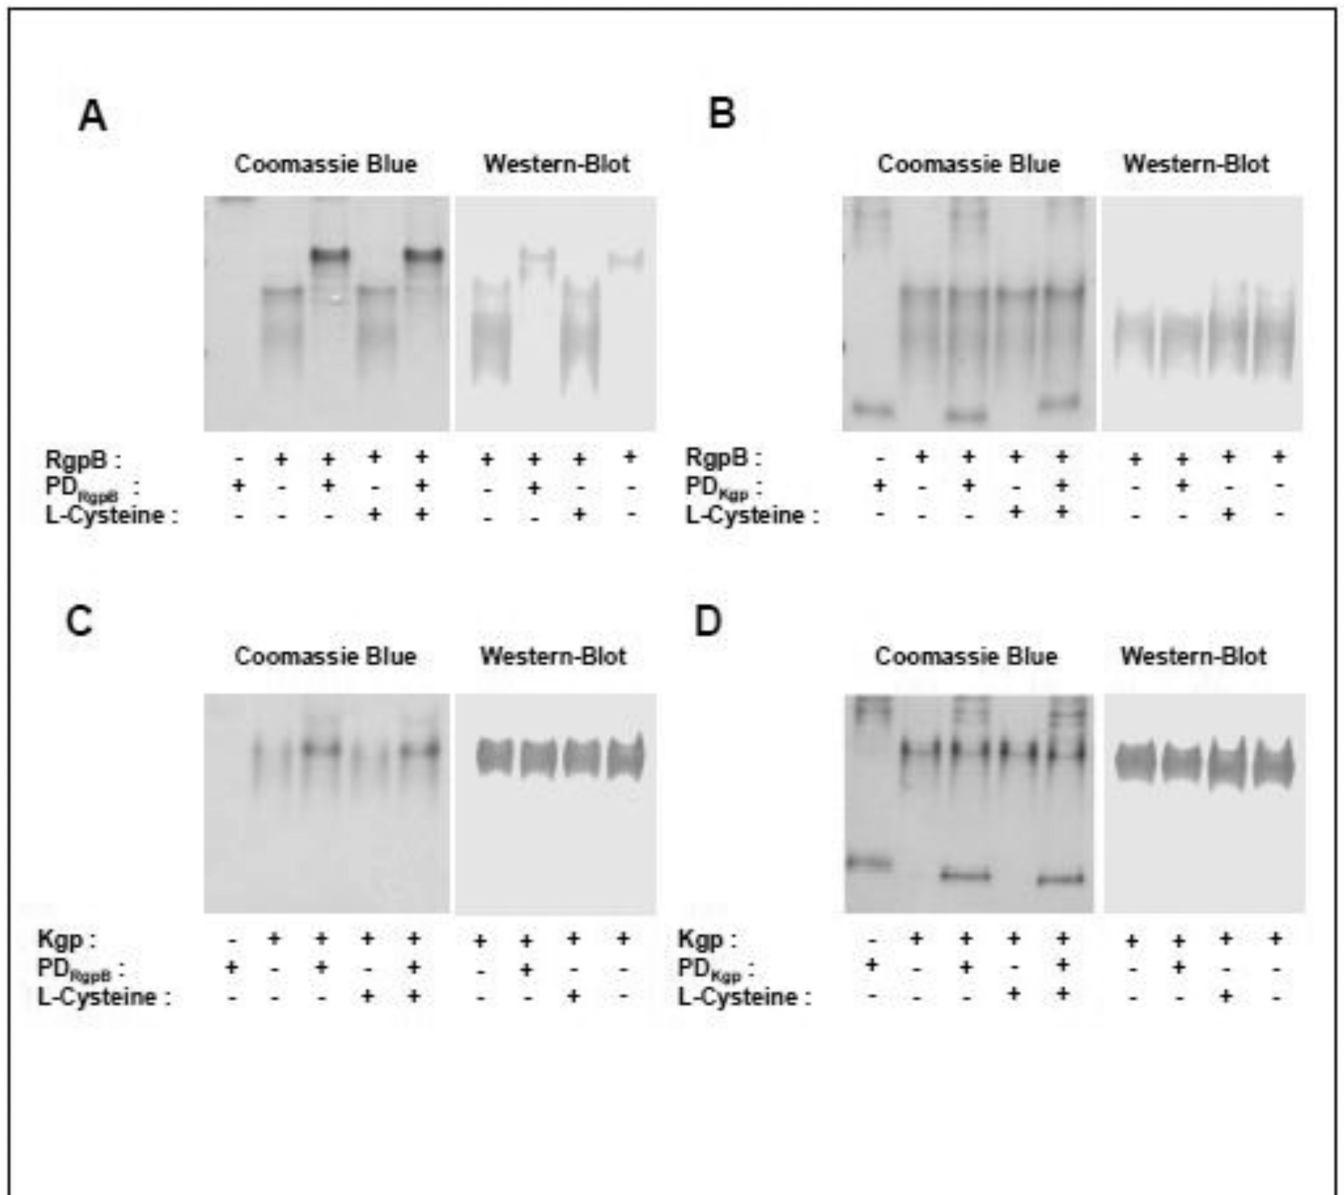 A
Coomassie Blue Western-Blot
RgpB : - + + + + + + + +
PDRgpB : + - + - + - + - -
L-Cysteine : - - - + + - - + -
B
Coomassie Blue Western-Blot
RgpB : - + + + + + + + +
PDKgp : + - + - + - + - -
L-Cysteine : - - - + + - - + -
C
Coomassie Blue Western-Blot
Kgp : - + + + + + + + +
PDRgpB : + - + - + - + - -
L-Cysteine : - - - + + - - + -
D
Coomassie Blue Western-Blot
Kgp : - + + + + + + + +
PDKgp : + - + - + - + - -
L-Cysteine : - - - + + - - + -